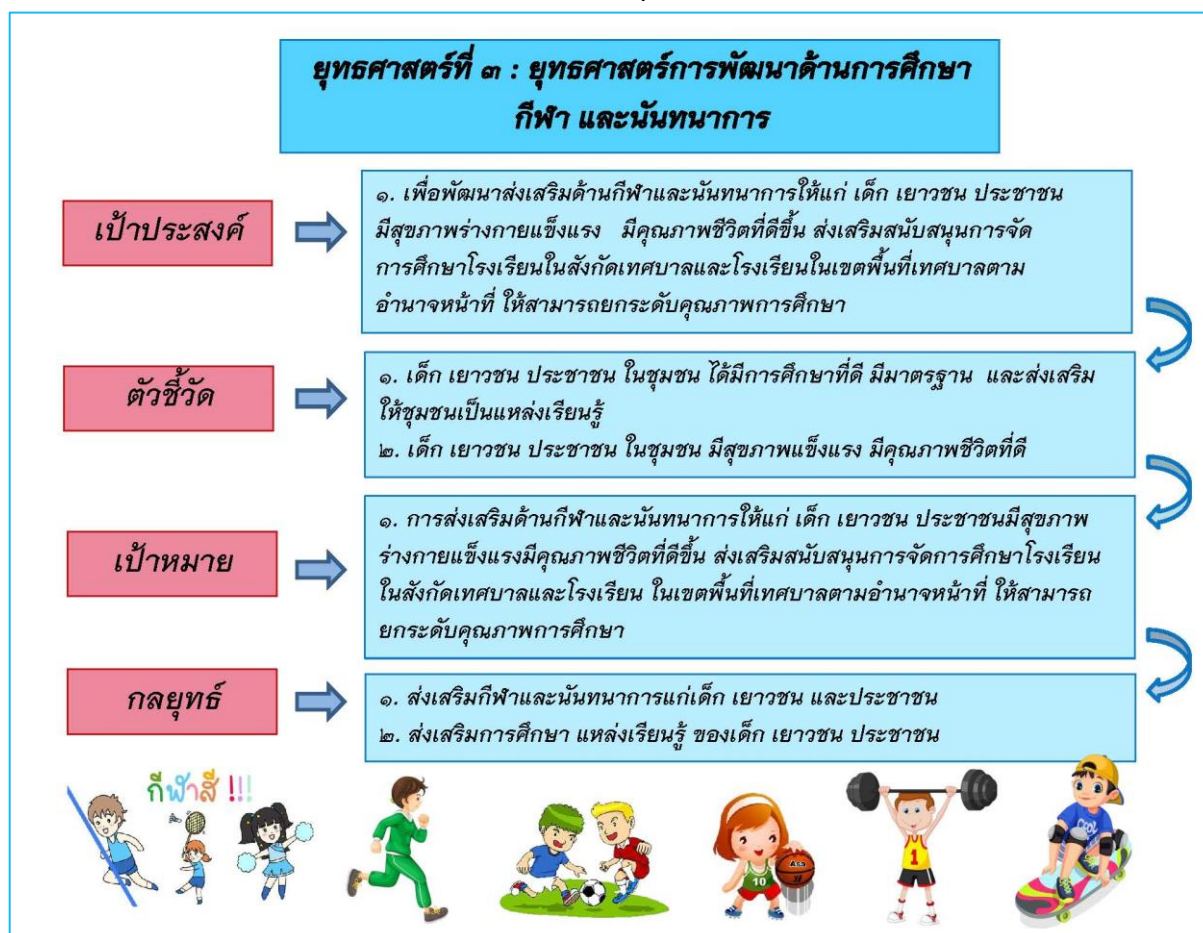 ยุทธศาสตร์ที่ ๓ : ยุทธศาสตร์การพัฒนาด้านการศึกษา
กีฬา และนันทนาการ
เป้าประสงค์
๑. เพื่อพัฒนาส่งเสริมด้านกีฬาและนันทนาการให้แก่ เด็ก เยาวชน ประชาชน
มีสุขภาพร่างกายแข็งแรง มีคุณภาพชีวิตที่ดีขึ้น ส่งเสริมสนับสนุนการจัด
การศึกษาโรงเรียนในสังกัดเทศบาลและโรงเรียนในเขตพื้นที่เทศบาลตาม
อำนาจหน้าที่ ให้สามารถยกระดับคุณภาพการศึกษา
ตัวชี้วัด
๑. เด็ก เยาวชน ประชาชน ในชุมชน ได้มีการศึกษาที่ดี มีมาตรฐาน และส่งเสริม
ให้ชุมชนเป็นแหล่งเรียนรู้
๒. เด็ก เยาวชน ประชาชน ในชุมชน มีสุขภาพแข็งแรง มีคุณภาพชีวิตที่ดี
เป้าหมาย
๑. การส่งเสริมด้านกีฬาและนันทนาการให้แก่ เด็ก เยาวชน ประชาชนมีสุขภาพ
ร่างกายแข็งแรงมีคุณภาพชีวิตที่ดีขึ้น ส่งเสริมสนับสนุนการจัดการศึกษาโรงเรียน
ในสังกัดเทศบาลและโรงเรียน ในเขตพื้นที่เทศบาลตามอำนาจหน้าที่ ให้สามารถ
ยกระดับคุณภาพการศึกษา
กลยุทธ์
๑. ส่งเสริมกีฬาและนันทนาการแก่เด็ก เยาวชน และประชาชน
๒. ส่งเสริมการศึกษา แหล่งเรียนรู้ ของเด็ก เยาวชน ประชาชน
กีฬาสี !!!
10
1
COOL